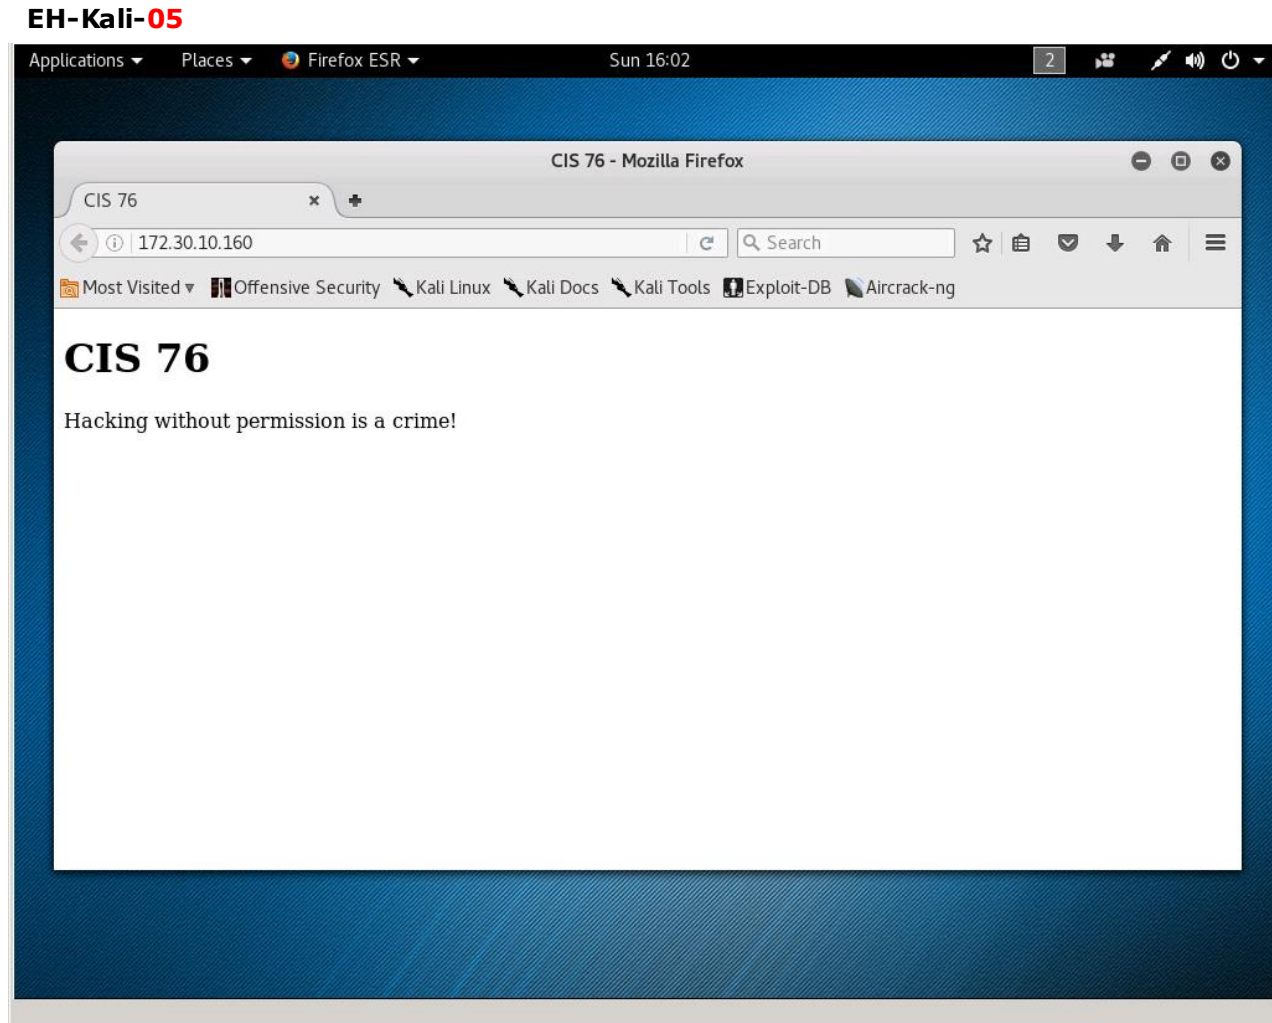 EH-Kali-05
Applications Places Firefox ESR Sun 16:02 2
CIS 76 - Mozilla Firefox
CIS 76
172.30.10.160 Search
Most Visited Offensive Security Kali Linux Kali Docs Kali Tools Exploit-DB Aircrack-ng
CIS 76
Hacking without permission is a crime!